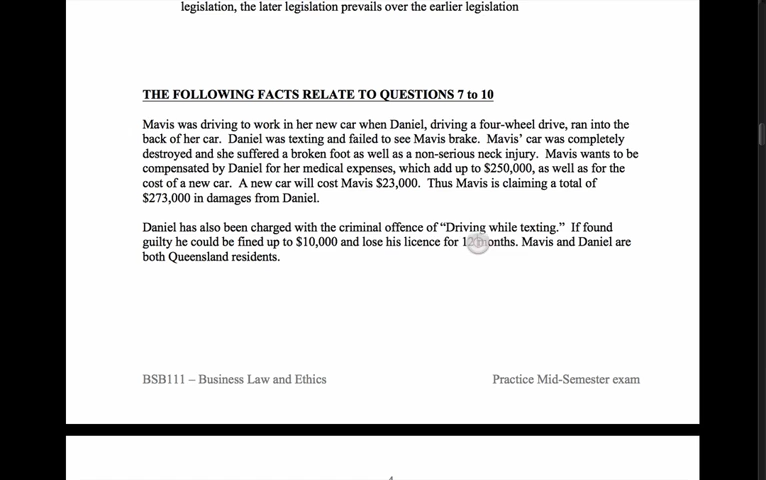 legislation, the later legislation prevails over the earlier legislation
THE FOLLOWING FACTS RELATE TO QUESTIONS 7 to 10
Mavis was driving to work in her new car when Daniel, driving a four-wheel drive, ran into the
back of her car.  Daniel was texting and failed to see Mavis brake.  Mavis' car was completely
destroyed and she suffered a broken foot as well as a non-serious neck injury.  Mavis wants to be
compensated by Daniel for her medical expenses, which add up to $250,000, as well as for the
cost of a new car.  A new car will cost Mavis $23,000.  Thus Mavis is claiming a total of
$273,000 in damages from Daniel.
Daniel has also been charged with the criminal offence of “Driving while texting.”  If found
guilty he could be fined up to $10,000 and lose his licence for 12 months. Mavis and Daniel are
both Queensland residents.
BSB111 – Business Law and Ethics
Practice Mid-Semester exam